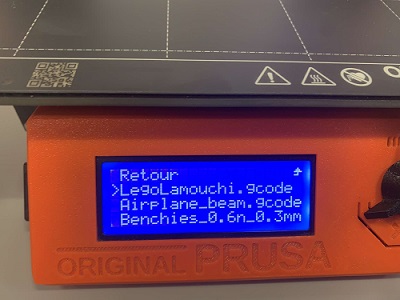 Retour
>LegoLamouchi.gcode
Airplane_beam.gcode
Benchies_0.6n_0.3mm
ORIGINAL PRUSA